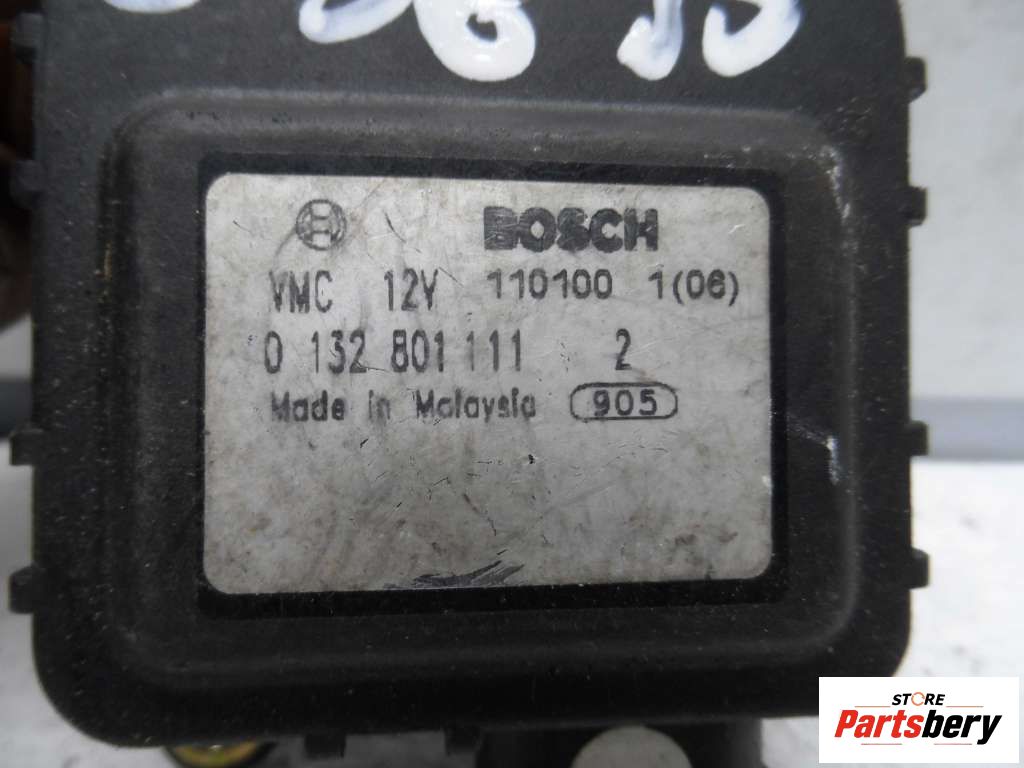 BOSCH
VMC 12V 110100 1(06)
0 132 801 111 2
Made in Malaysia 905
STORE
Partsbery